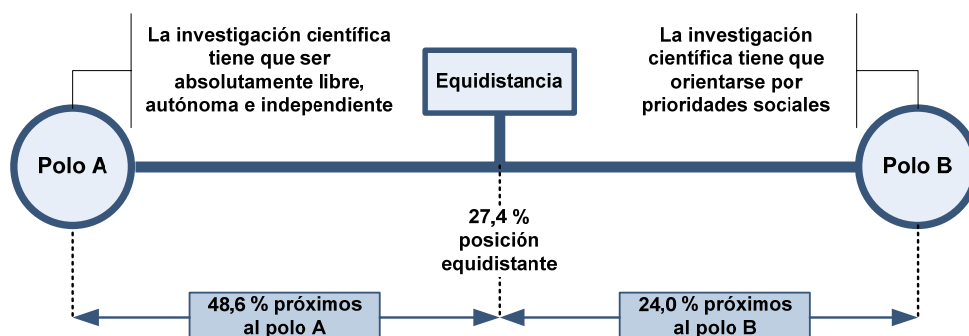 La investigación científica
tiene que ser
absolutamente libre,
autónoma e independiente
Equidistancia
La investigación
científica tiene que
orientarse por
prioridades sociales
Polo A
Polo B
27,4 %
posición
equidistante
48,6 % próximos
al polo A
24,0 % próximos
al polo B